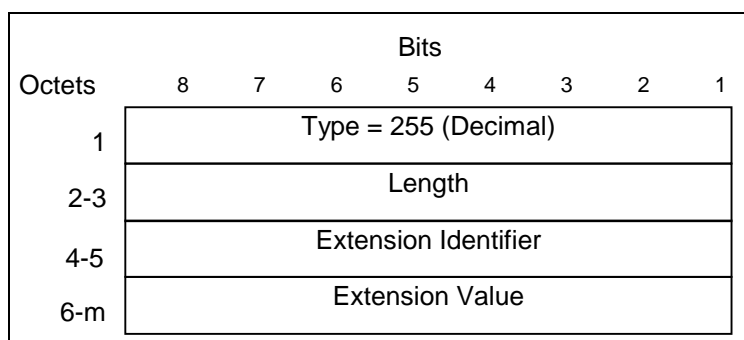 Bits
Octets 8 7 6 5 4 3 2 1
1 Type = 255 (Decimal)
2-3 Length
4-5 Extension Identifier
6-m Extension Value